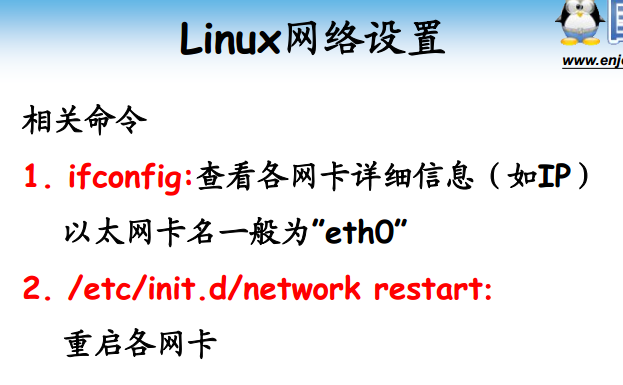 Linux网络设置
www.enj
相关命令
1. ifconfig:查看各网卡详细信息（如IP）
以太网卡名一般为”eth0”
2. /etc/init.d/network restart:
重启各网卡